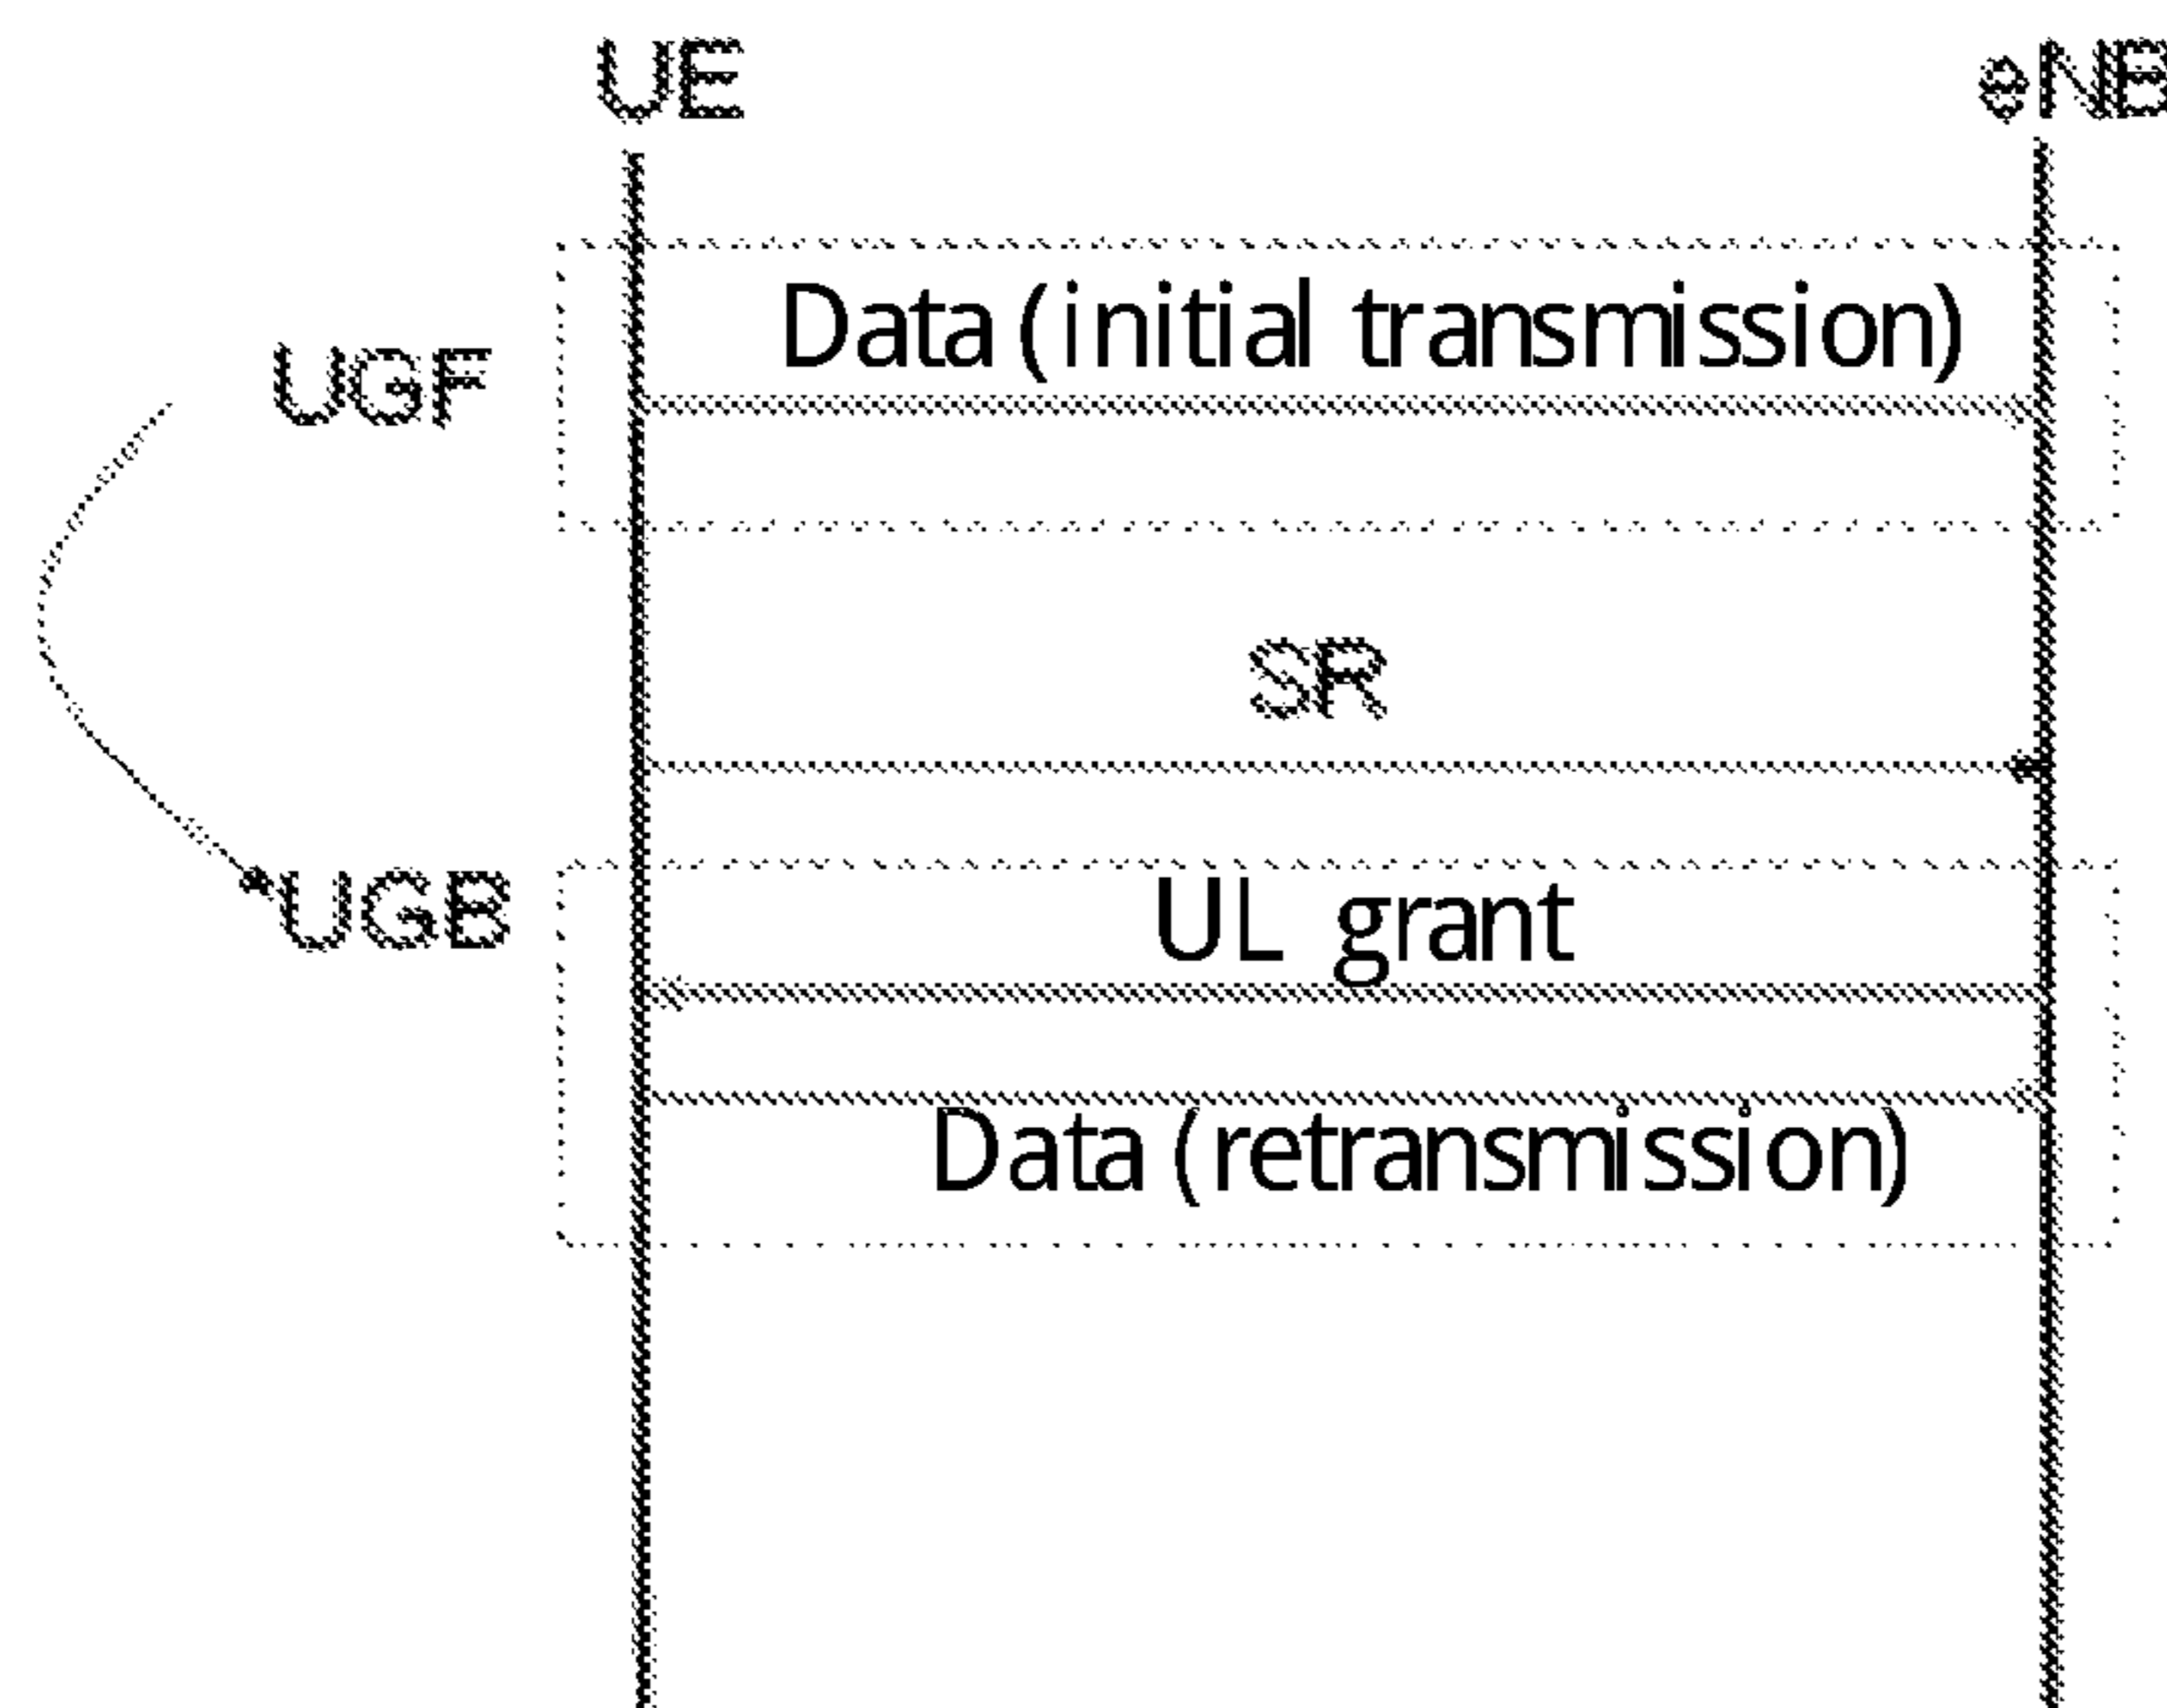 UE eNB
Data (initial transmission)
UGF
SR
UGB
UL grant
Data (retransmission)